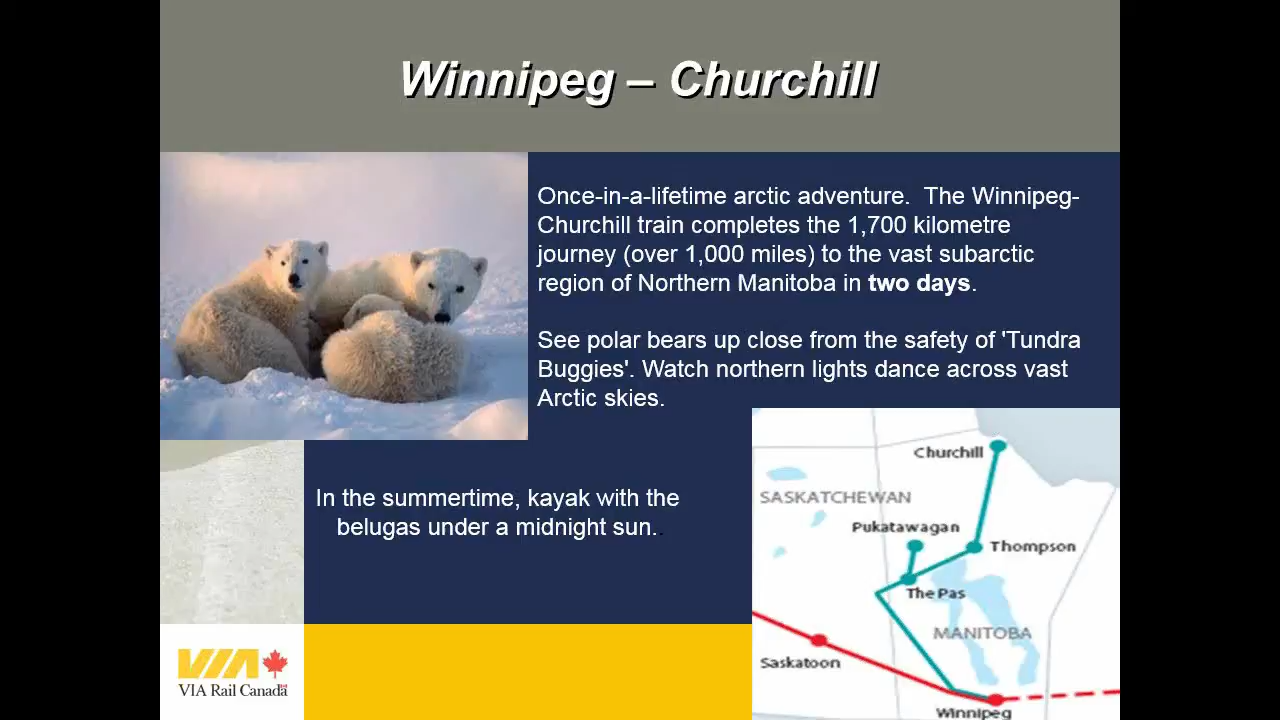 Winnipeg – Churchill
Once-in-a-lifetime arctic adventure. The Winnipeg-
Churchill train completes the 1,700 kilometre
journey (over 1,000 miles) to the vast subarctic
region of Northern Manitoba in two days.
See polar bears up close from the safety of 'Tundra
Buggies'. Watch northern lights dance across vast
Arctic skies.
In the summertime, kayak with the
belugas under a midnight sun..
Churchill
SASKATCHEWAN
Pukatawagan
Thompson
The Pas
MANITOBA
Saskatoon
Winnipeg
VIA
VIA Rail Canada